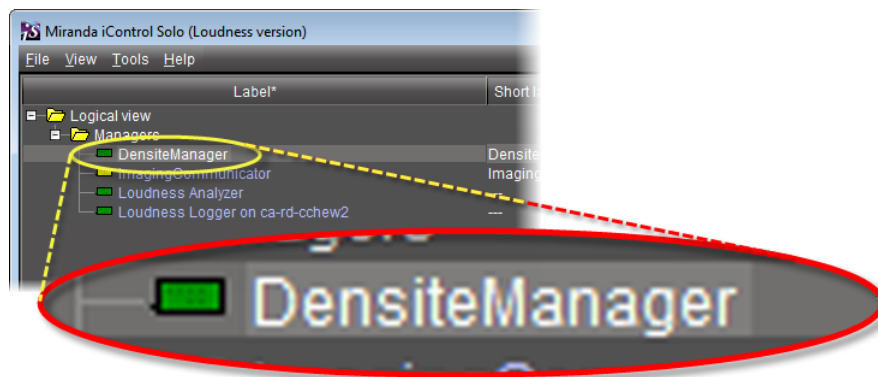 Miranda iControl Solo (Loudness version)
File View Tools Help
Label* Short
Logical view
Managers
DensiteManager Densite
ImagingCommunicator Imaging
Loudness Analyzer ---
Loudness Logger on ca-rd-cchew2 ---
DensiteManager